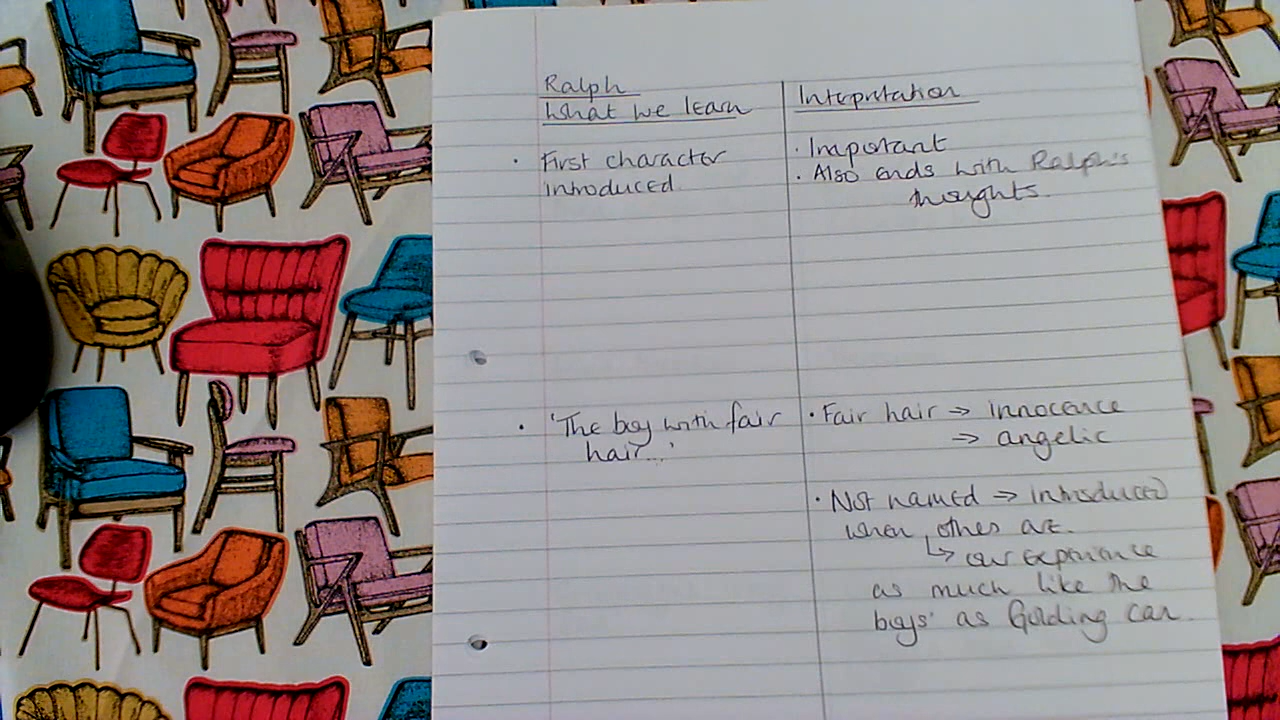 Ralph
What we learn
Interpretation
· First character
introduced.
· Important
· Also ends with Ralph's
thoughts.
· 'The boy with fair
hair...'
· Fair hair → innocence
→ angelic
· Not named → introduced
when others are.
↳ our experience
as much like the
boys' as Golding can